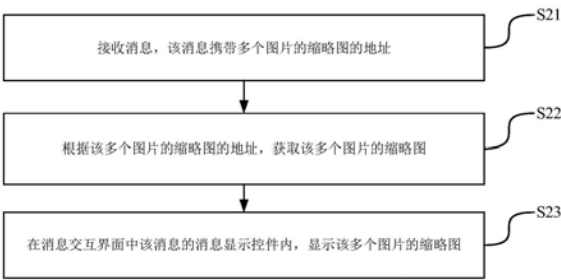 S21
接收消息，该消息携带多个图片的缩略图的地址
S22
根据该多个图片的缩略图的地址，获取该多个图片的缩略图
S23
在消息交互界面中该消息的消息显示控件内，显示该多个图片的缩略图